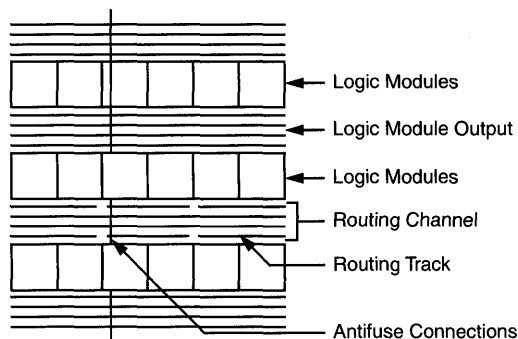 Logic Modules
Logic Module Output
Logic Modules
Routing Channel
Routing Track
Antifuse Connections